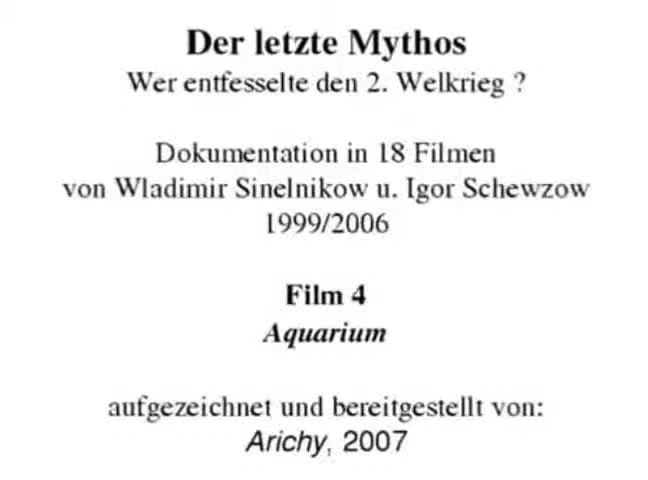 Der letzte Mythos
Wer entfesselte den 2. Welkrieg ?
Dokumentation in 18 Filmen
von Wladimir Sinelnikow u. Igor Schewzow
1999/2006
Film 4
Aquarium
aufgezeichnet und bereitgestellt von:
Arichy, 2007